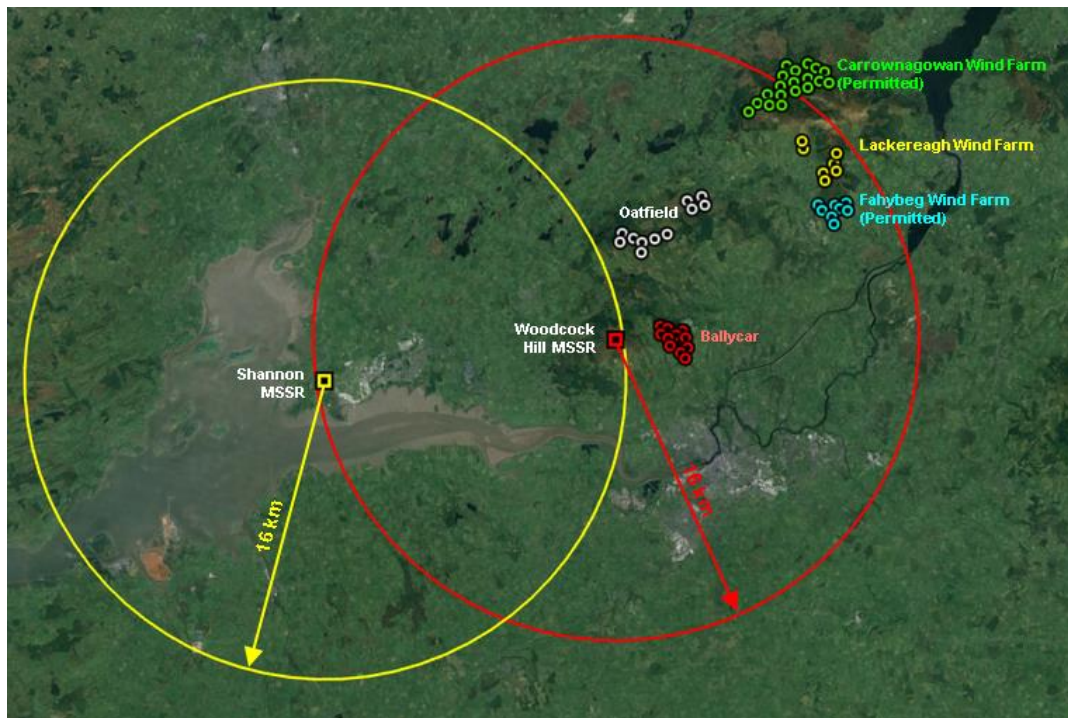 Carrownagowan Wind Farm
(Permitted)
Lackereagh Wind Farm
Fahybeg Wind Farm
(Permitted)
Oatfield
Woodcock
Hill MSSR
Ballycar
Shannon
MSSR
16 km
16 km